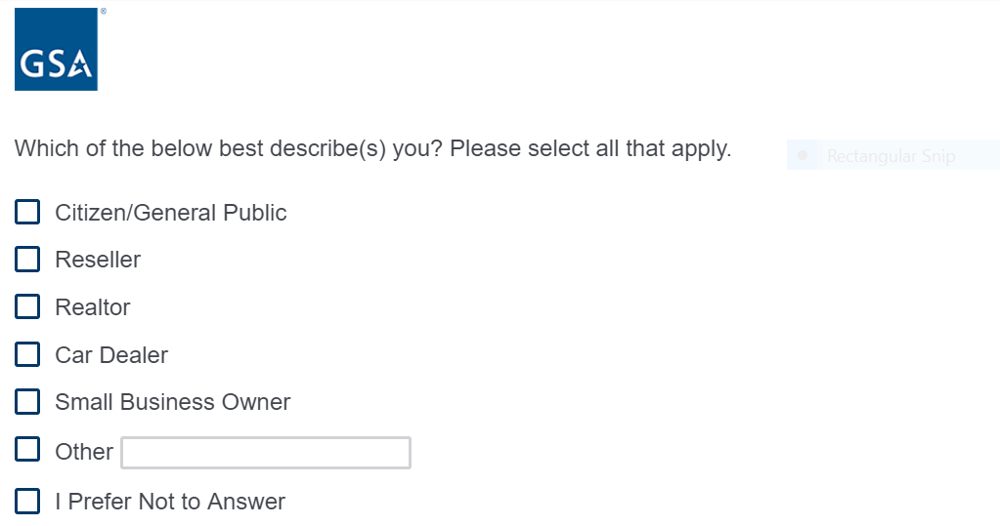 GSA®
Which of the below best describe(s) you? Please select all that apply.
Rectangular Snip
Citizen/General Public
Reseller
Realtor
Car Dealer
Small Business Owner
Other
I Prefer Not to Answer